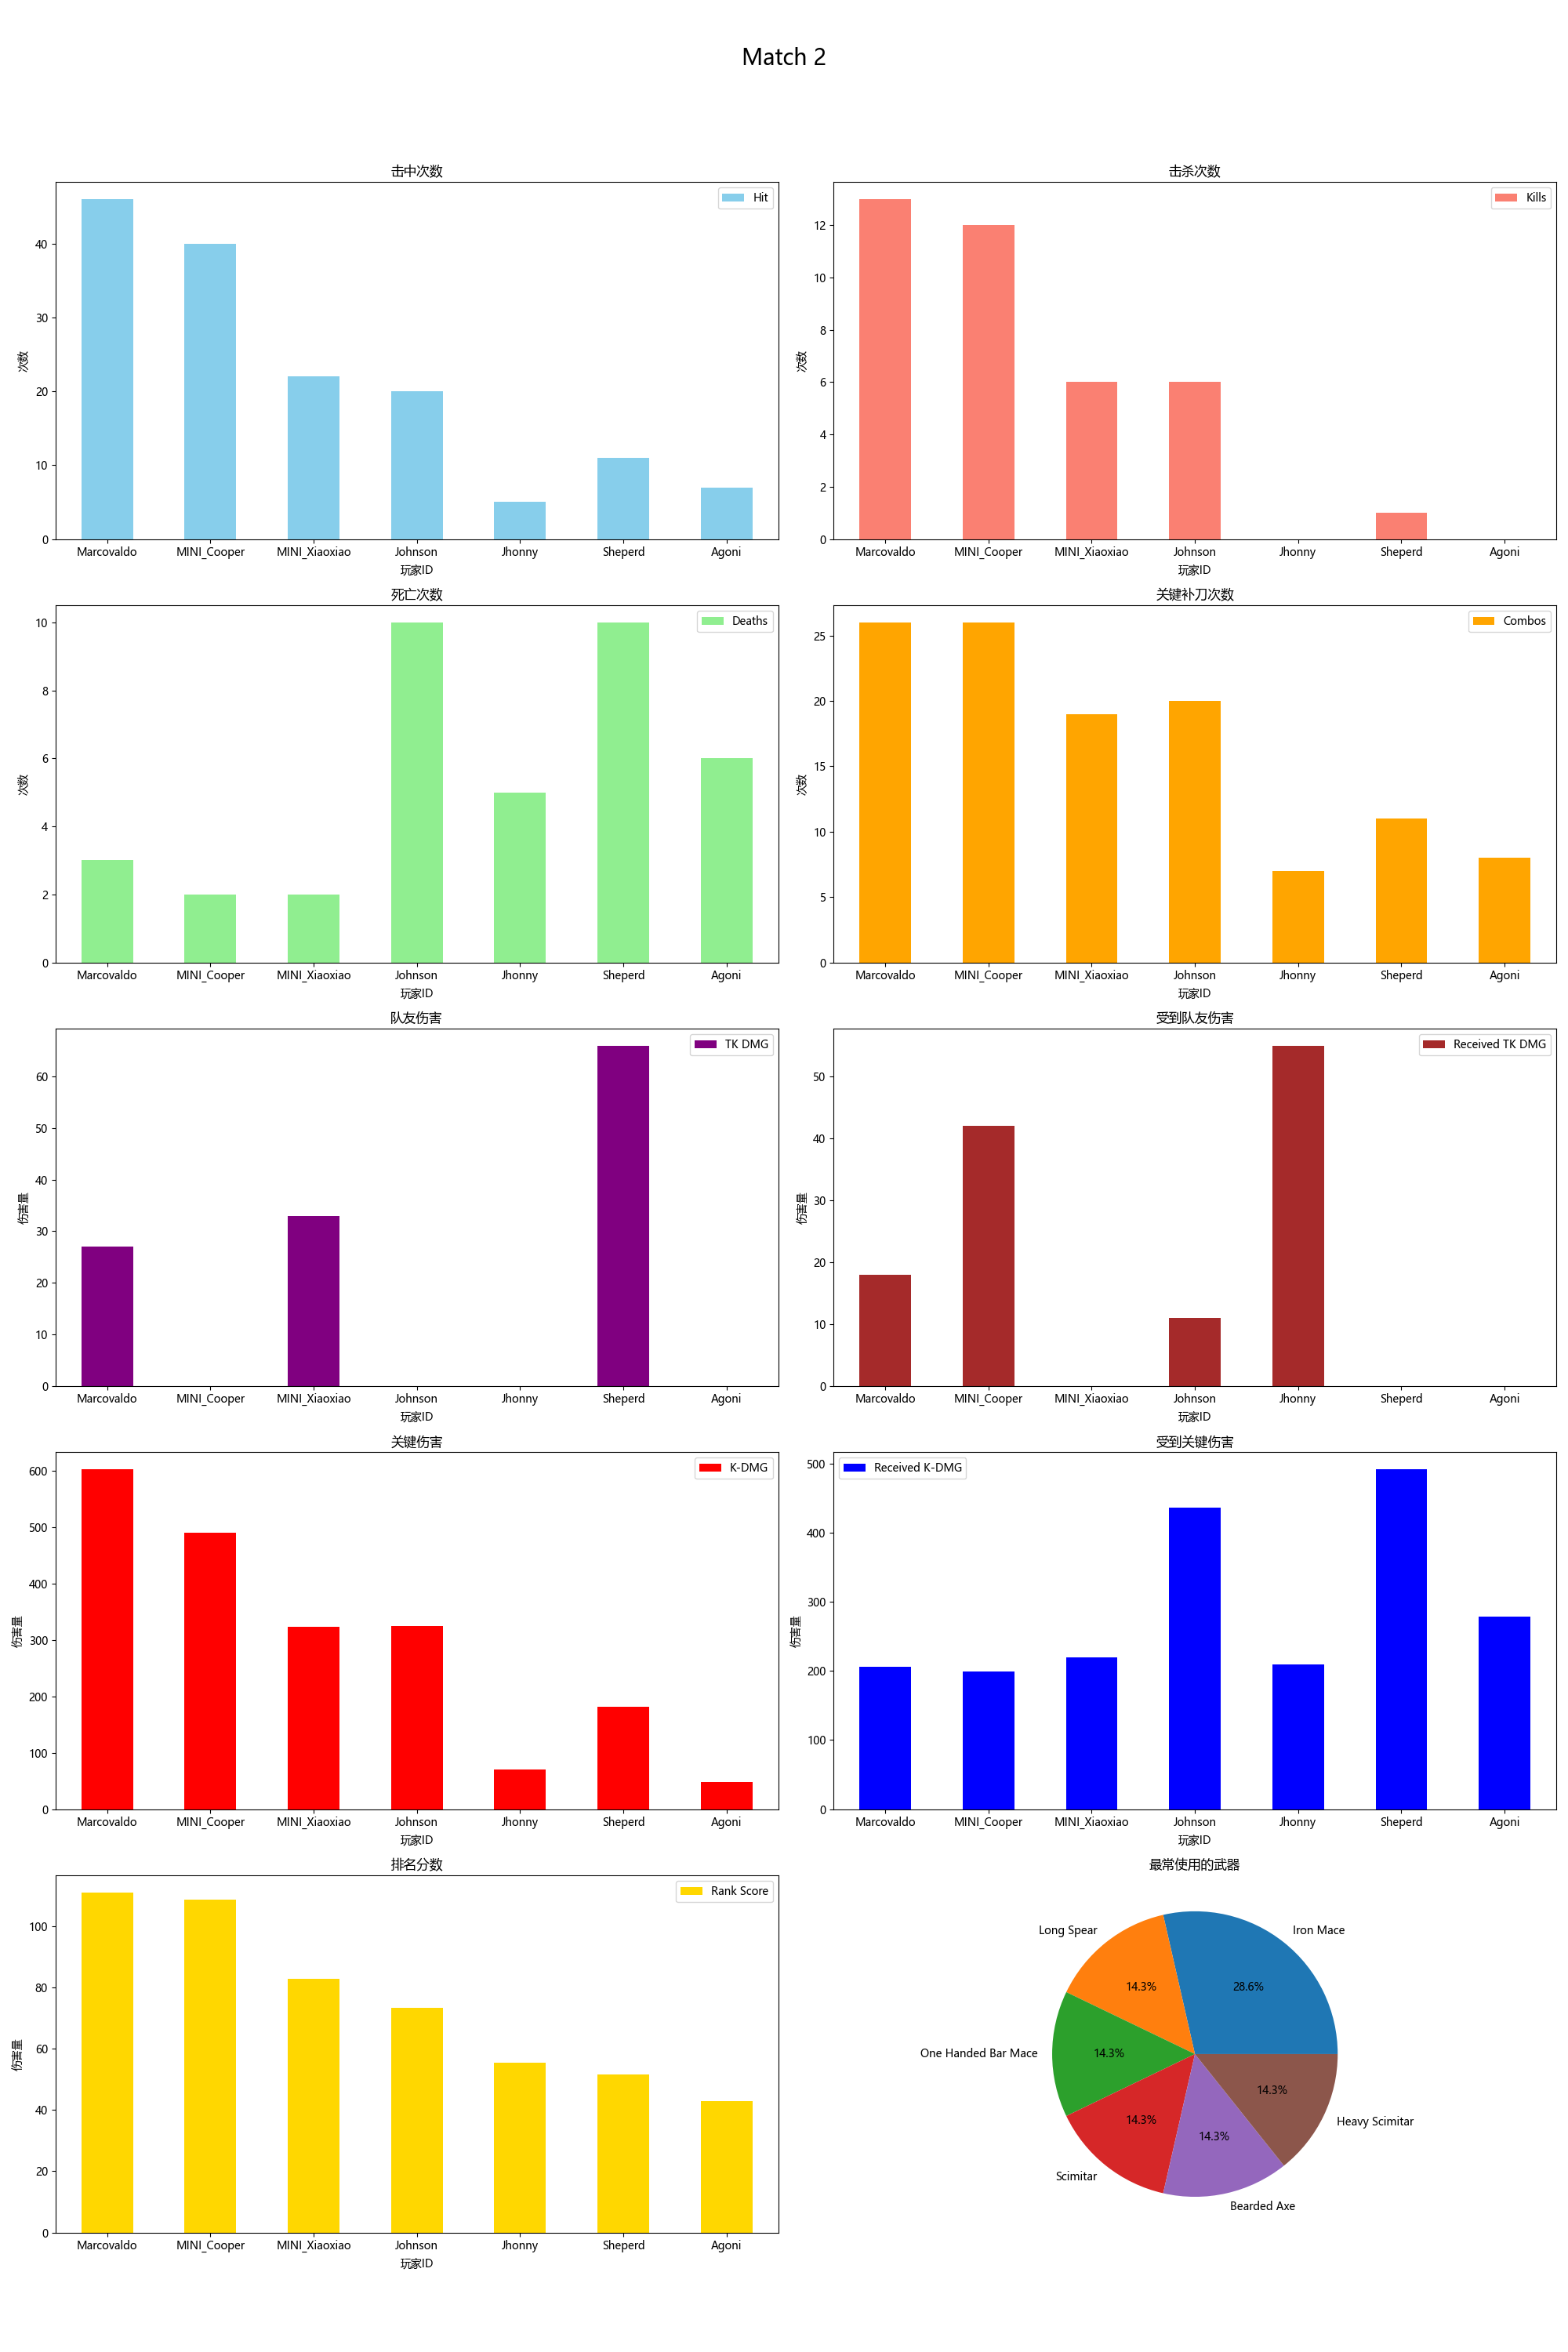 Match 2
击中次数
Hit
次数
0
10
20
30
40
Marcovaldo MINI_Cooper MINI_Xiaoxiao Johnson Jhonny Sheperd Agoni
玩家ID
击杀次数
Kills
次数
0
2
4
6
8
10
12
Marcovaldo MINI_Cooper MINI_Xiaoxiao Johnson Jhonny Sheperd Agoni
玩家ID
死亡次数
Deaths
次数
0
2
4
6
8
10
Marcovaldo MINI_Cooper MINI_Xiaoxiao Johnson Jhonny Sheperd Agoni
玩家ID
关键补刀次数
Combos
次数
0
5
10
15
20
25
Marcovaldo MINI_Cooper MINI_Xiaoxiao Johnson Jhonny Sheperd Agoni
玩家ID
队友伤害
TK DMG
伤害量
0
10
20
30
40
50
60
Marcovaldo MINI_Cooper MINI_Xiaoxiao Johnson Jhonny Sheperd Agoni
玩家ID
受到队友伤害
Received TK DMG
伤害量
0
10
20
30
40
50
Marcovaldo MINI_Cooper MINI_Xiaoxiao Johnson Jhonny Sheperd Agoni
玩家ID
关键伤害
K-DMG
伤害量
0
100
200
300
400
500
600
Marcovaldo MINI_Cooper MINI_Xiaoxiao Johnson Jhonny Sheperd Agoni
玩家ID
受到关键伤害
Received K-DMG
伤害量
0
100
200
300
400
500
Marcovaldo MINI_Cooper MINI_Xiaoxiao Johnson Jhonny Sheperd Agoni
玩家ID
排名分数
Rank Score
伤害量
0
20
40
60
80
100
Marcovaldo MINI_Cooper MINI_Xiaoxiao Johnson Jhonny Sheperd Agoni
玩家ID
最常使用的武器
Iron Mace
28.6%
Long Spear
14.3%
One Handed Bar Mace
14.3%
Scimitar
14.3%
Bearded Axe
14.3%
Heavy Scimitar
14.3%